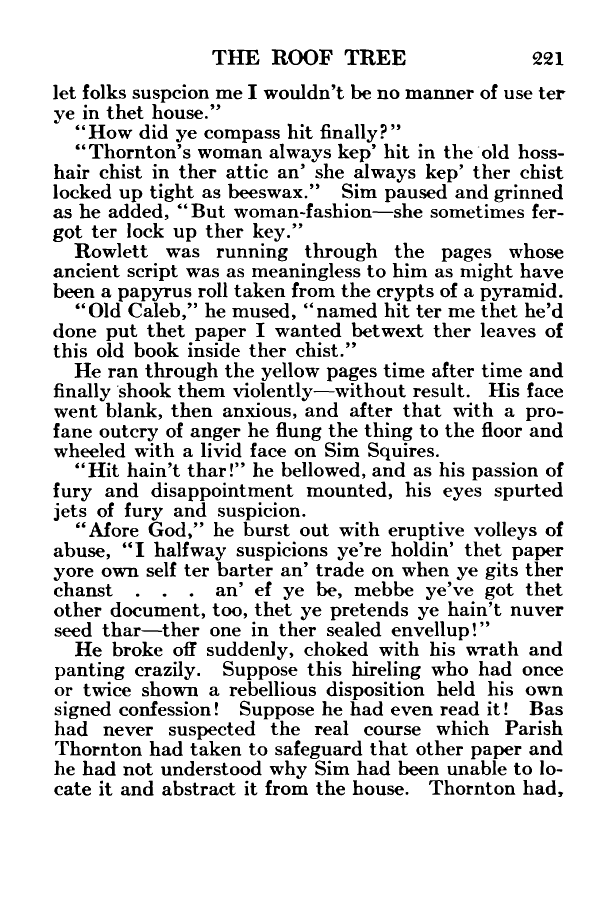 THE ROOF TREE 221
let folks suspcion me I wouldn't be no manner of use ter
ye in thet house."
"How did ye compass hit finally?"
"Thornton's woman always kep' hit in the old hoss-
hair chist in ther attic an' she always kep' ther chist
locked up tight as beeswax." Sim paused and grinned
as he added, "But woman-fashion—she sometimes fer-
got ter lock up ther key."
Rowlett was running through the pages whose
ancient script was as meaningless to him as might have
been a papyrus roll taken from the crypts of a pyramid.
"Old Caleb," he mused, "named hit ter me thet he'd
done put thet paper I wanted betwext ther leaves of
this old book inside ther chist."
He ran through the yellow pages time after time and
finally shook them violently—without result. His face
went blank, then anxious, and after that with a pro-
fane outcry of anger he flung the thing to the floor and
wheeled with a livid face on Sim Squires.
"Hit hain't thar!" he bellowed, and as his passion of
fury and disappointment mounted, his eyes spurted
jets of fury and suspicion.
"Afore God," he burst out with eruptive volleys of
abuse, "I halfway suspicions ye're holdin' thet paper
yore own self ter barter an' trade on when ye gits ther
chanst . . . an' ef ye be, mebbe ye've got thet
other document, too, thet ye pretends ye hain't nuver
seed thar—ther one in ther sealed envellup!"
He broke off suddenly, choked with his wrath and
panting crazily. Suppose this hireling who had once
or twice shown a rebellious disposition held his own
signed confession! Suppose he had even read it! Bas
had never suspected the real course which Parish
Thornton had taken to safeguard that other paper and
he had not understood why Sim had been unable to lo-
cate it and abstract it from the house. Thornton had,